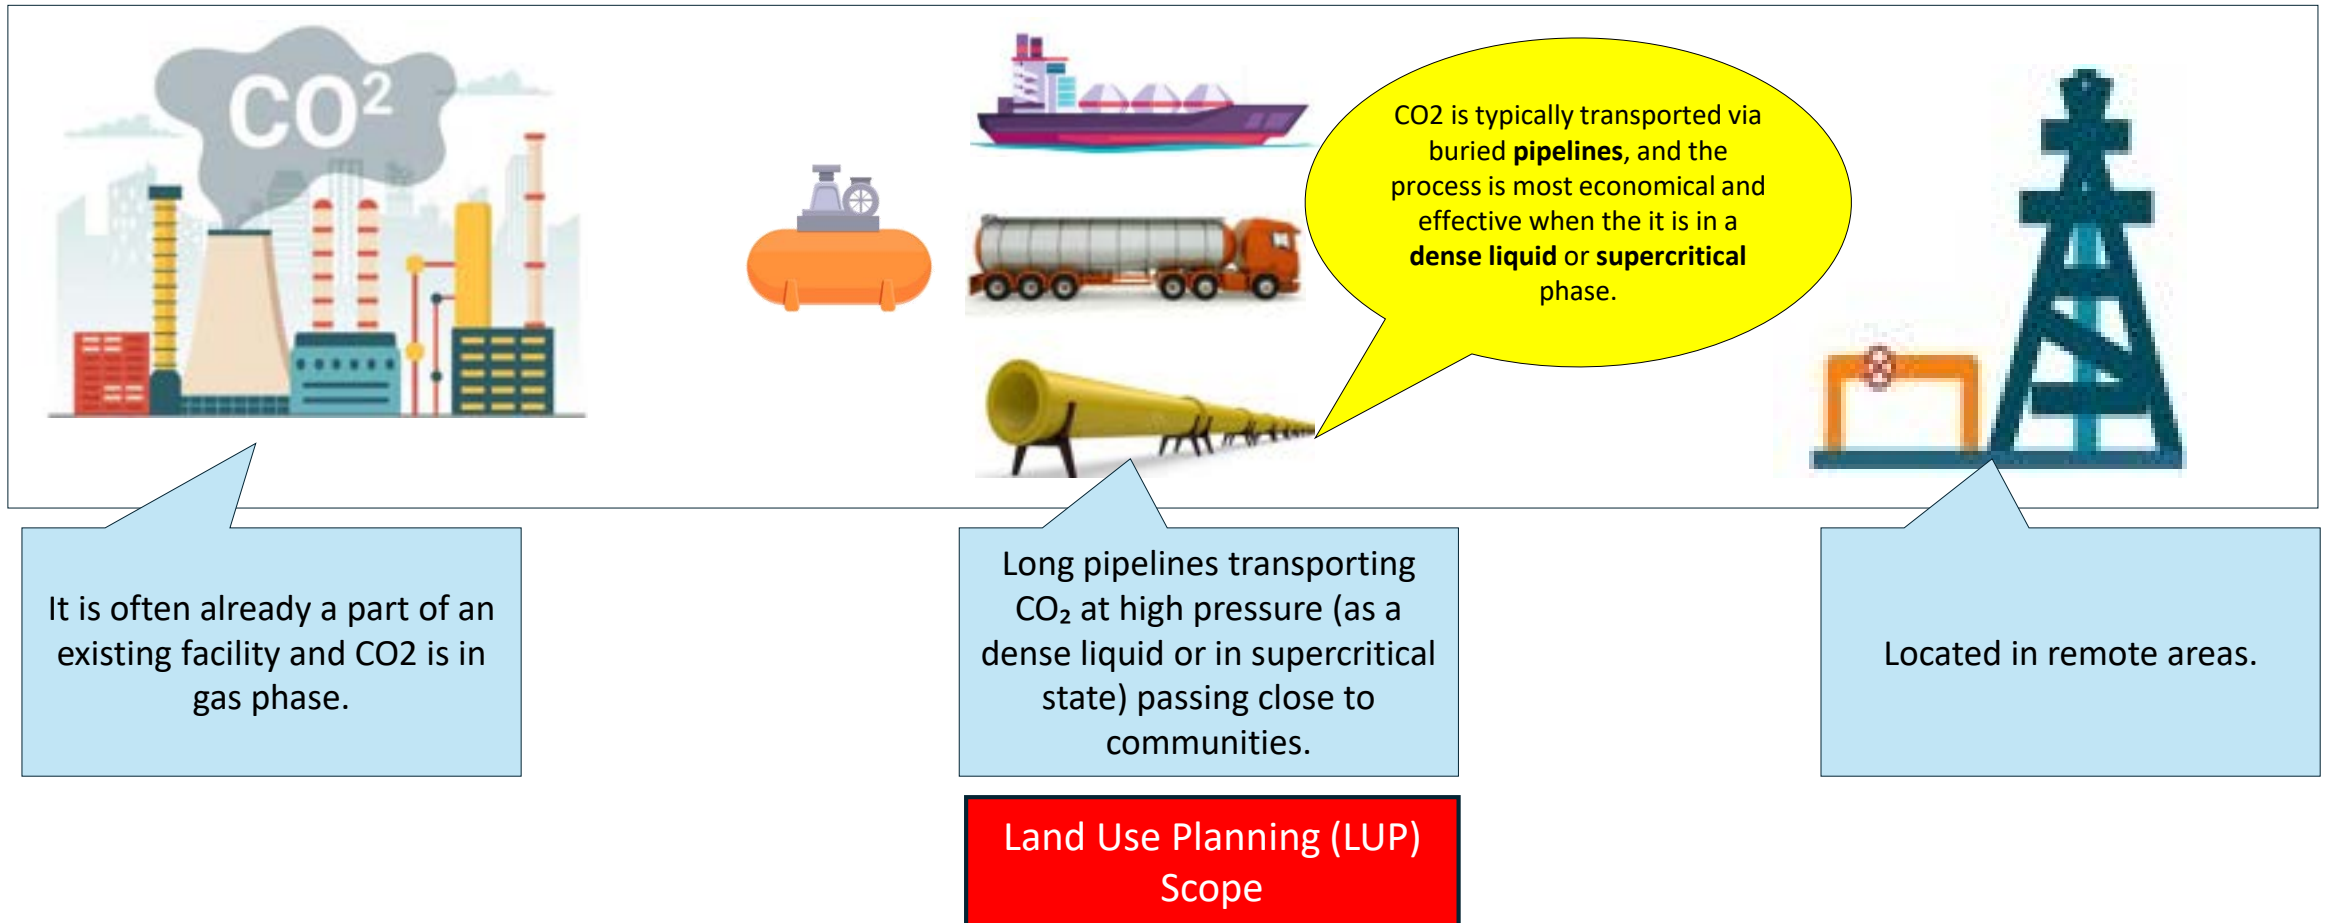 CO²
CO2 is typically transported via
buried pipelines, and the
process is most economical and
effective when the it is in a
dense liquid or supercritical
phase.
It is often already a part of an
existing facility and CO2 is in
gas phase.
Long pipelines transporting
CO₂ at high pressure (as a
dense liquid or in supercritical
state) passing close to
communities.
Located in remote areas.
Land Use Planning (LUP)
Scope